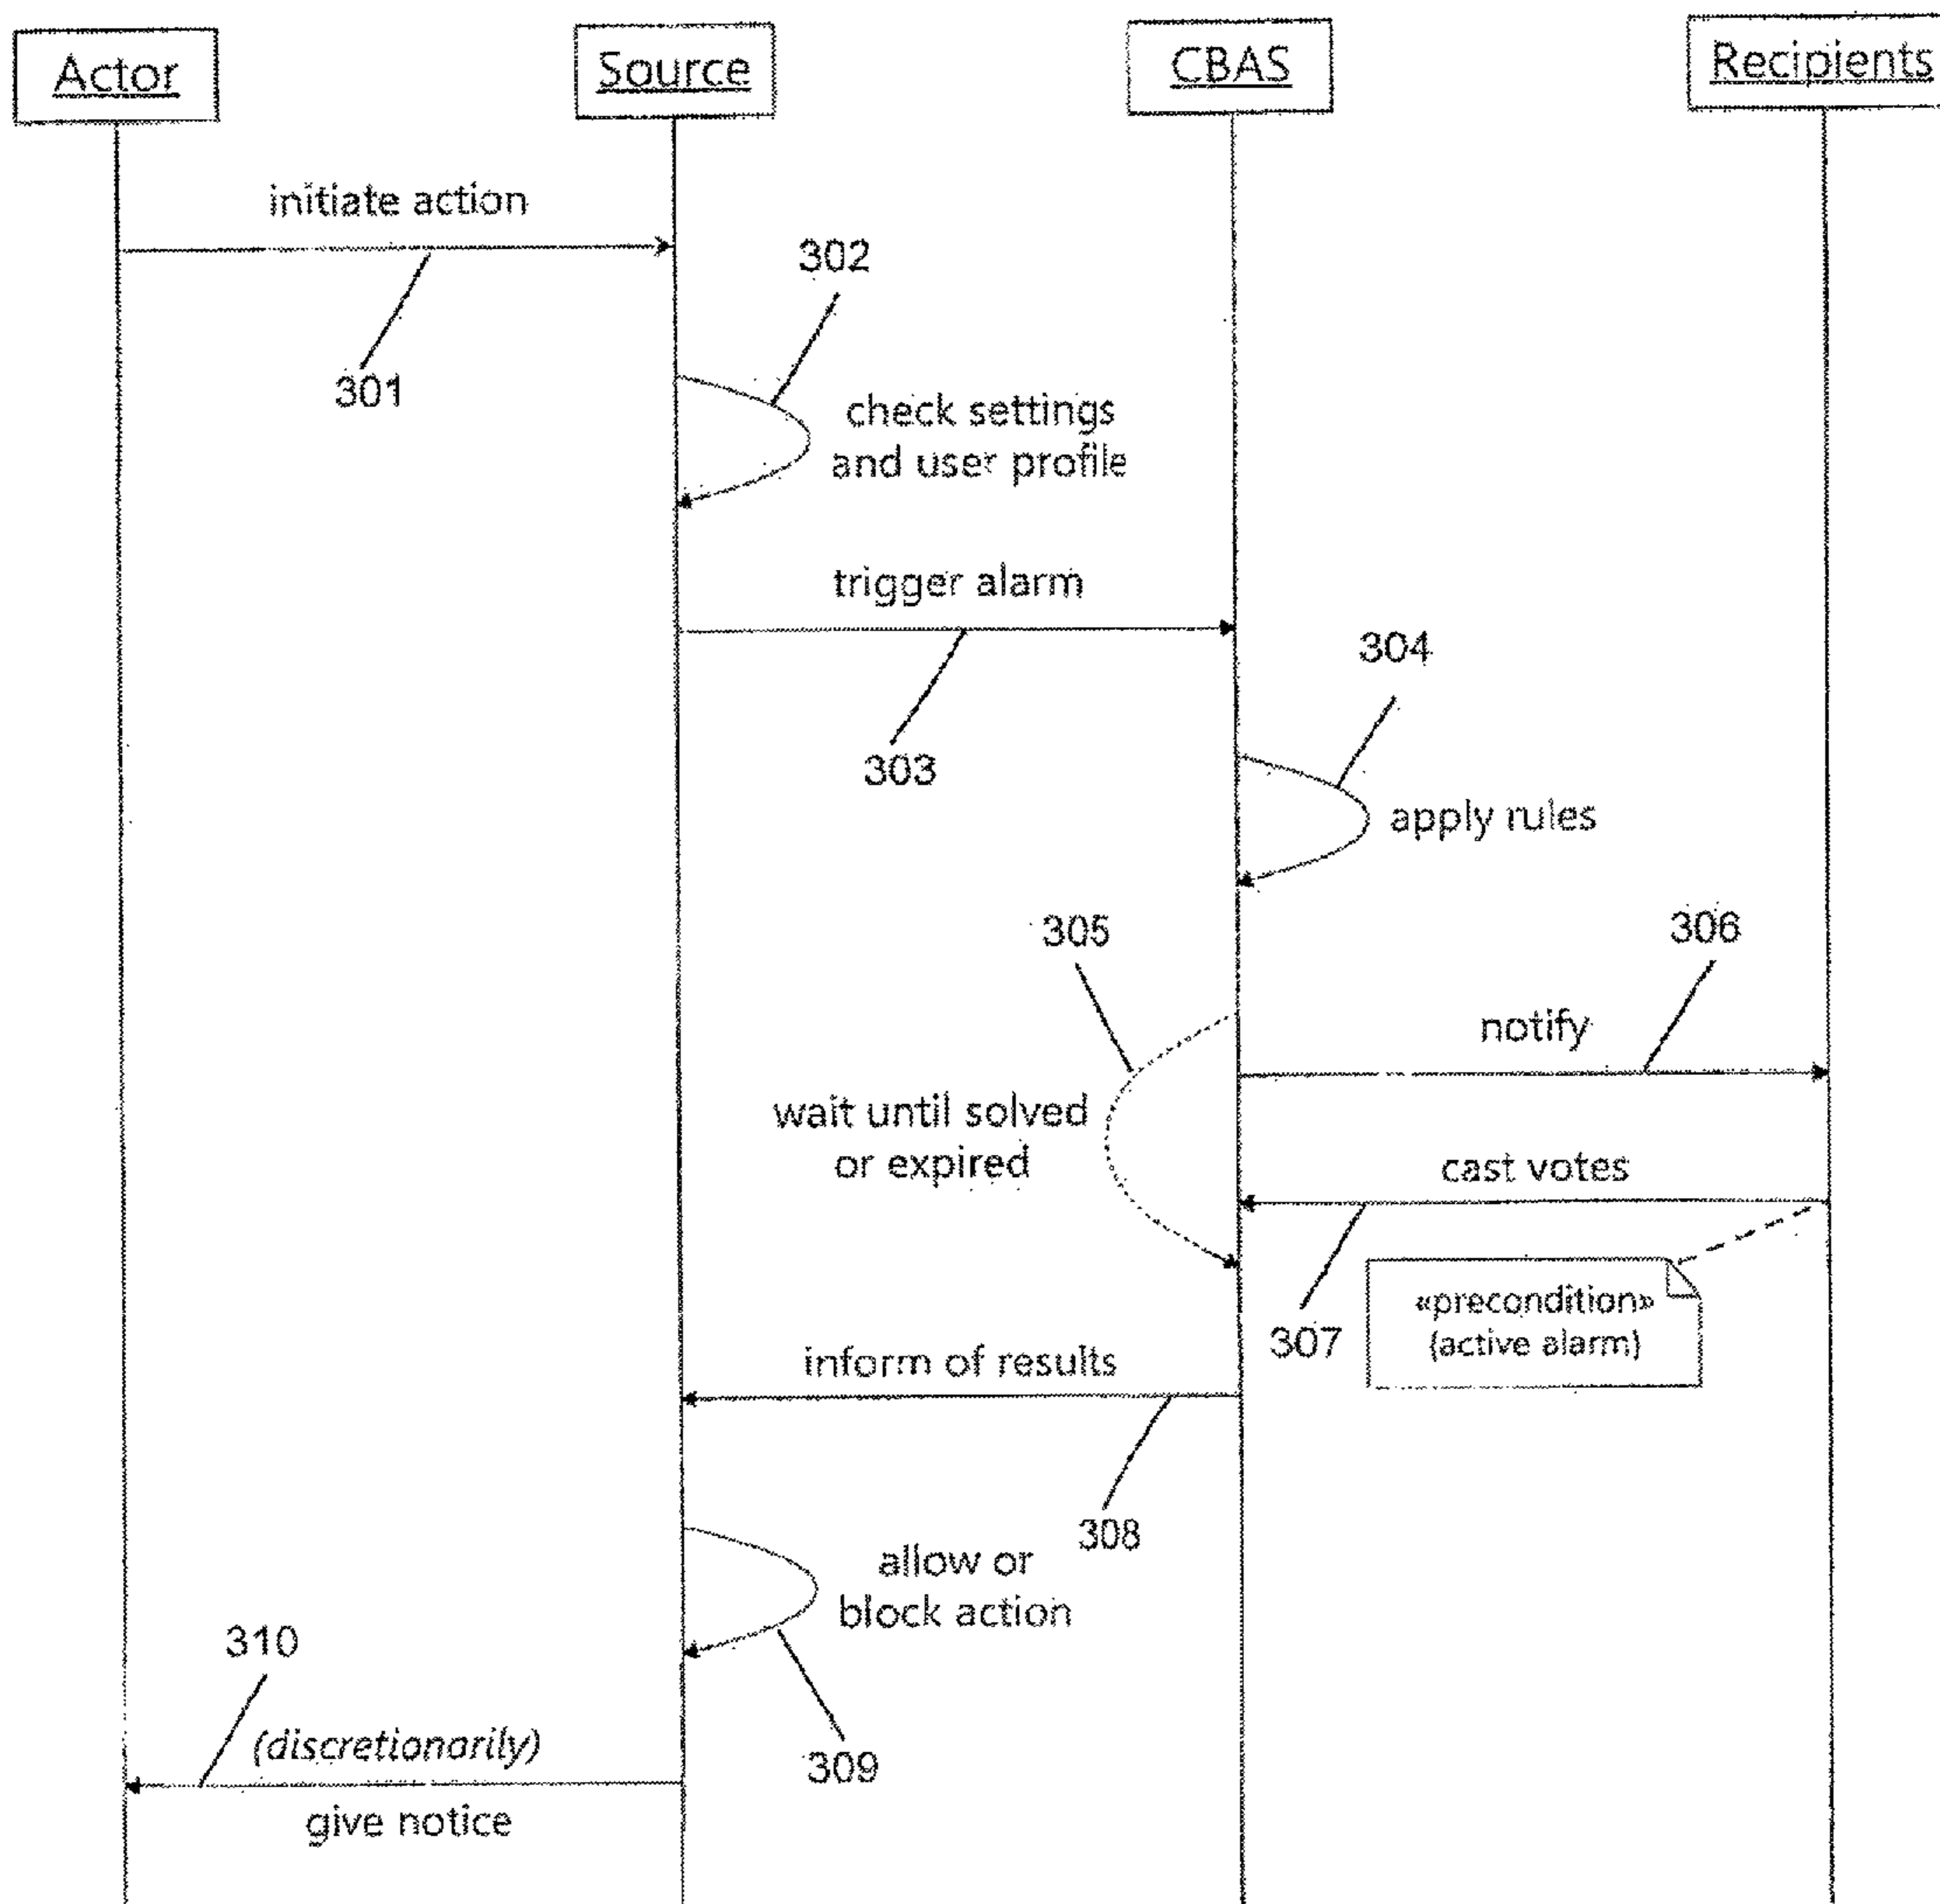 Actor
Source
CBAS
Recipients
initiate action
301
302
check settings
and user profile
trigger alarm
303
304
apply rules
305
306
notify
wait until solved
or expired
cast votes
307
«precondition»
(active alarm)
inform of results
308
allow or
block action
309
310
(discretionarily)
give notice